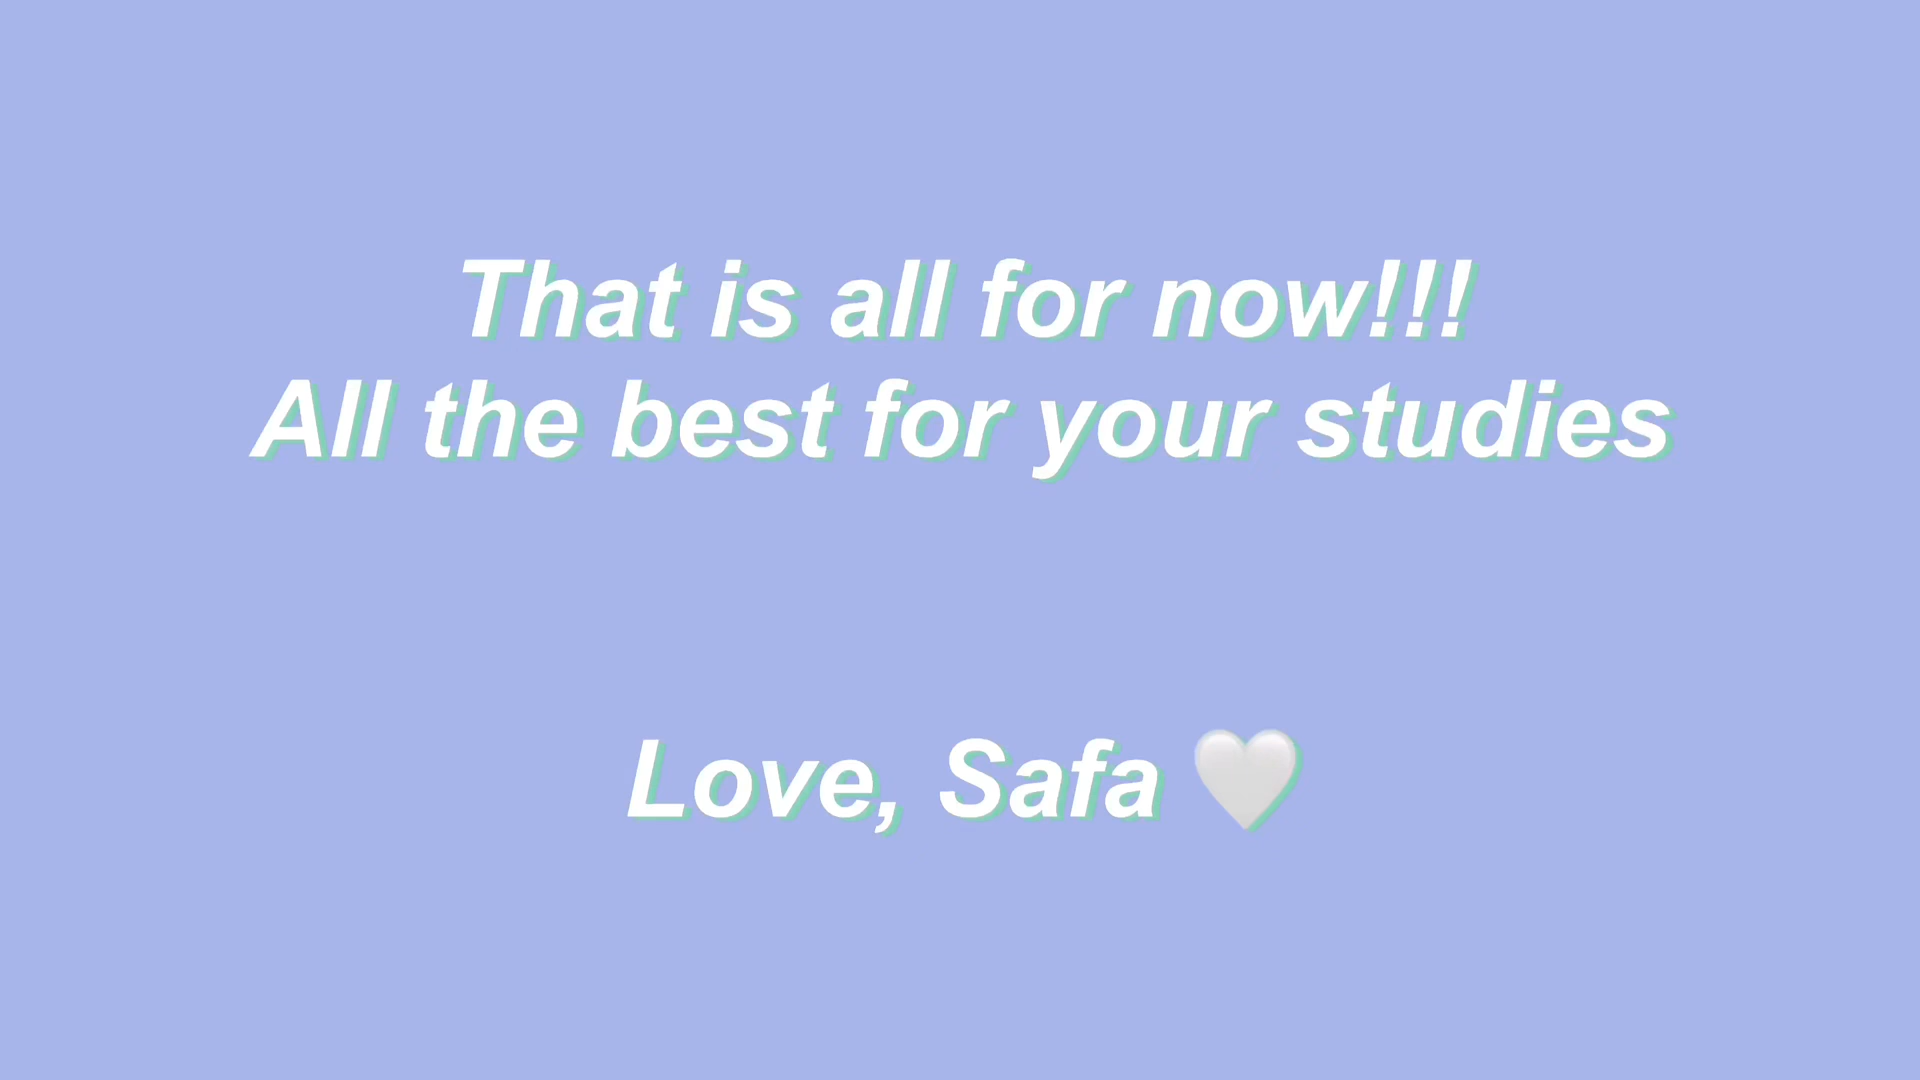 That is all for now!!!
All the best for your studies
Love, Safa 🤍